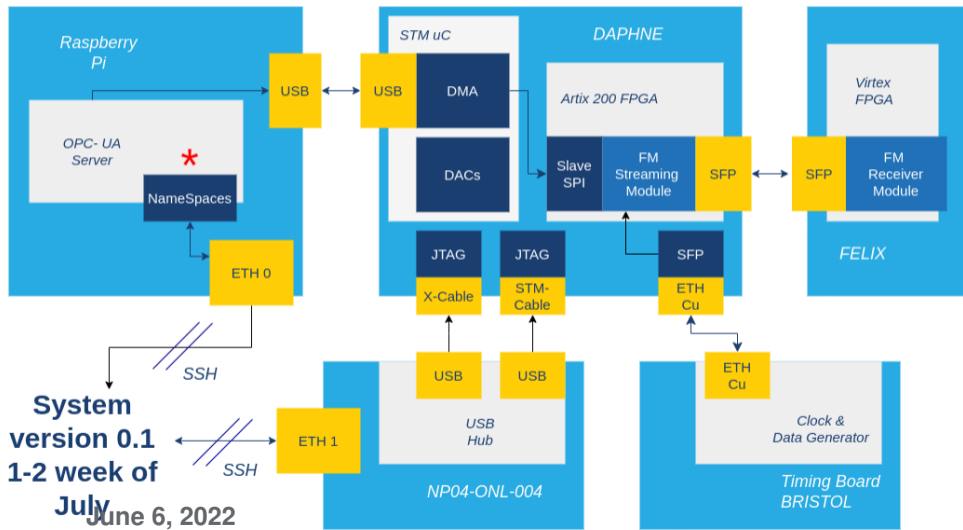 Raspberry
Pi
OPC- UA
Server
*
NameSpaces
USB
ETH 0
SSH
STM uC
DAPHNE
USB
DMA
DACs
Artix 200 FPGA
Slave
SPI
FM
Streaming
Module
SFP
JTAG
X-Cable
JTAG
STM-
Cable
SFP
ETH
Cu
Virtex
FPGA
SFP
FM
Receiver
Module
FELIX
System
version 0.1
1-2 week of
July
June 6, 2022
SSH
ETH 1
USB
USB
USB
Hub
NP04-ONL-004
ETH
Cu
Clock &
Data Generator
Timing Board
BRISTOL